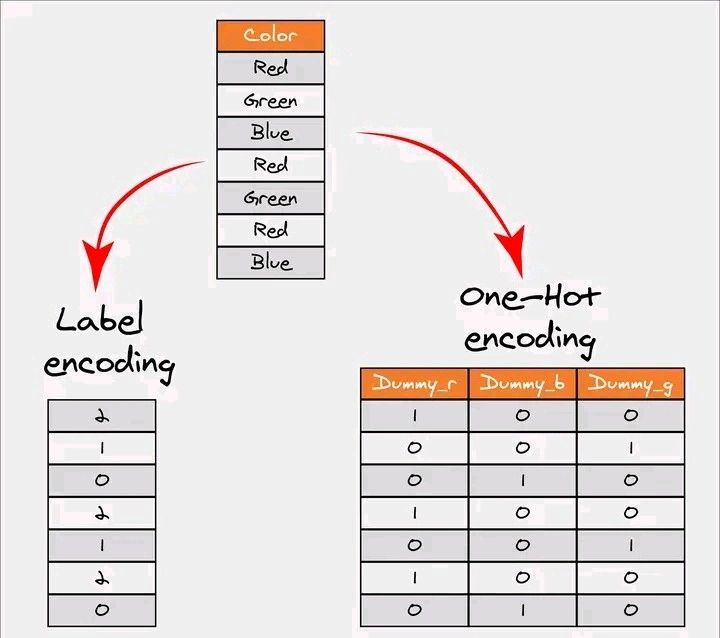 Color
Red
Green
Blue
Red
Green
Red
Blue
Label
encoding
2
1
0
2
1
2
0
One-Hot
encoding
Dummy_r Dummy_b Dummy_g
1 0 0
0 0 1
0 1 0
1 0 0
0 0 1
1 0 0
0 1 0